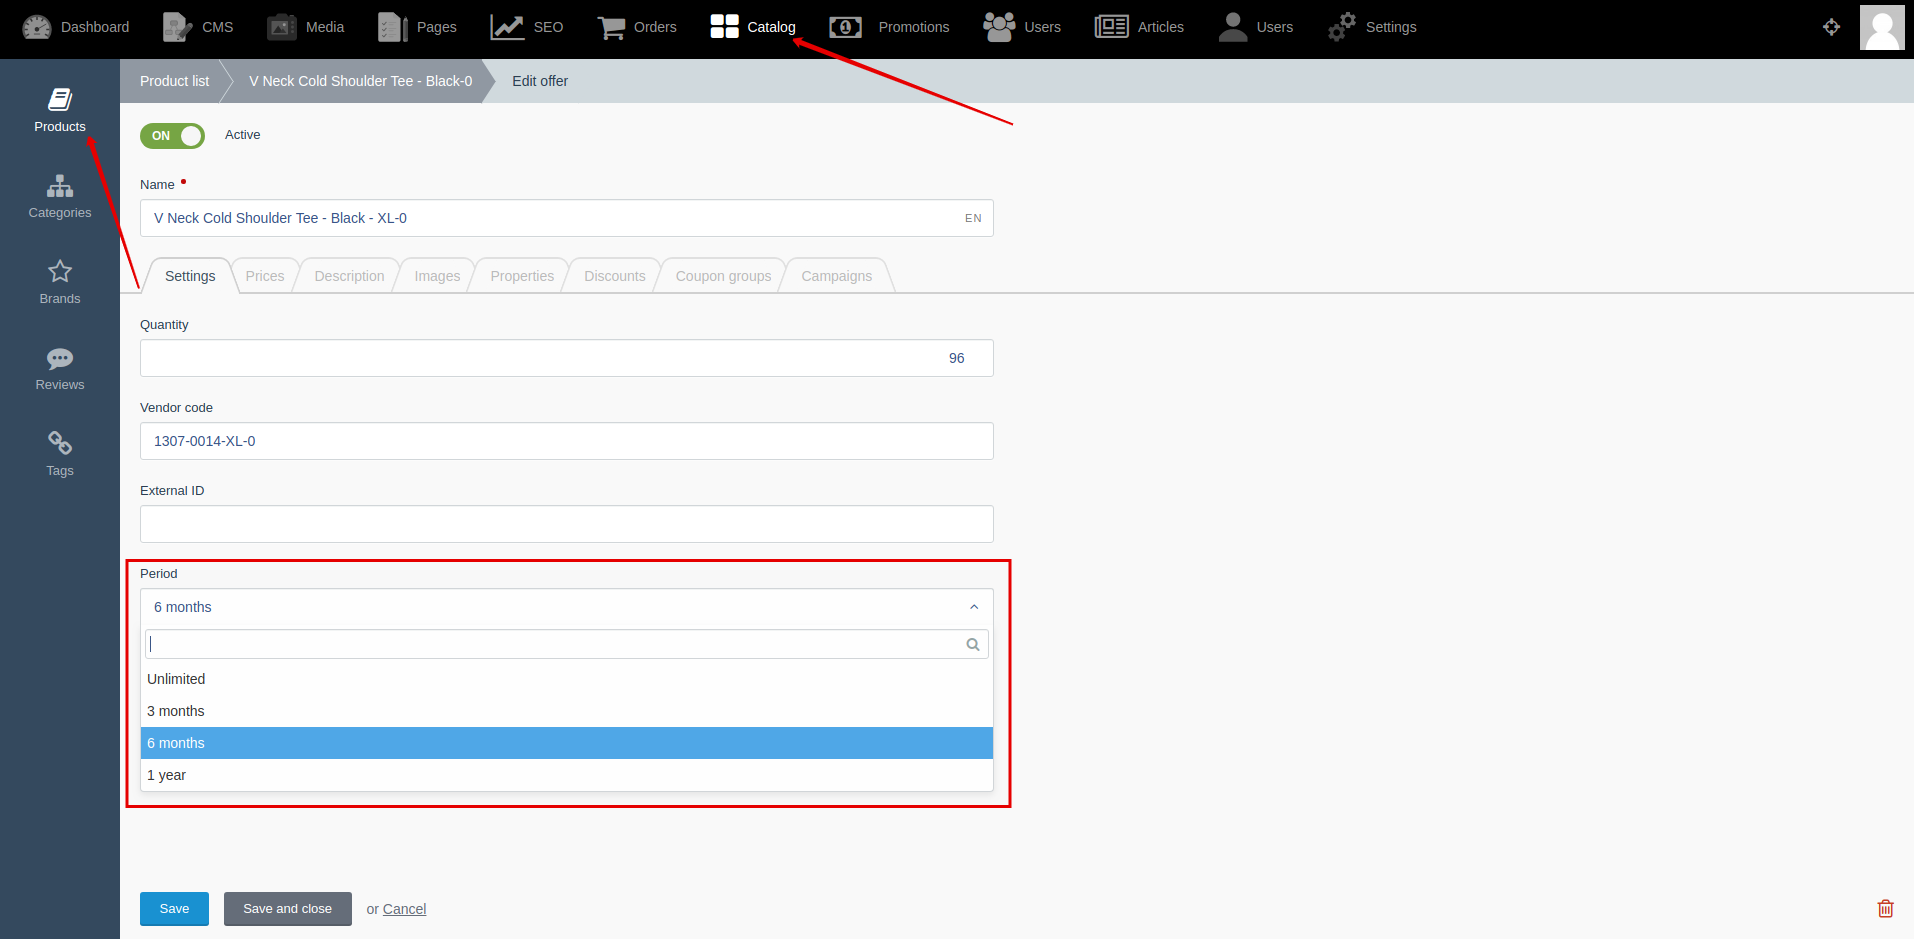 Dashboard CMS Media Pages SEO Orders Catalog Promotions Users Articles Users Settings
Products
Categories
Brands
Reviews
Tags
Product list V Neck Cold Shoulder Tee - Black-0 Edit offer
ON Active
Name
V Neck Cold Shoulder Tee - Black - XL-0 EN
Settings Prices Description Images Properties Discounts Coupon groups Campaigns
Quantity
96
Vendor code
1307-0014-XL-0
External ID
Period
6 months
Unlimited
3 months
6 months
1 year
Save Save and close or Cancel